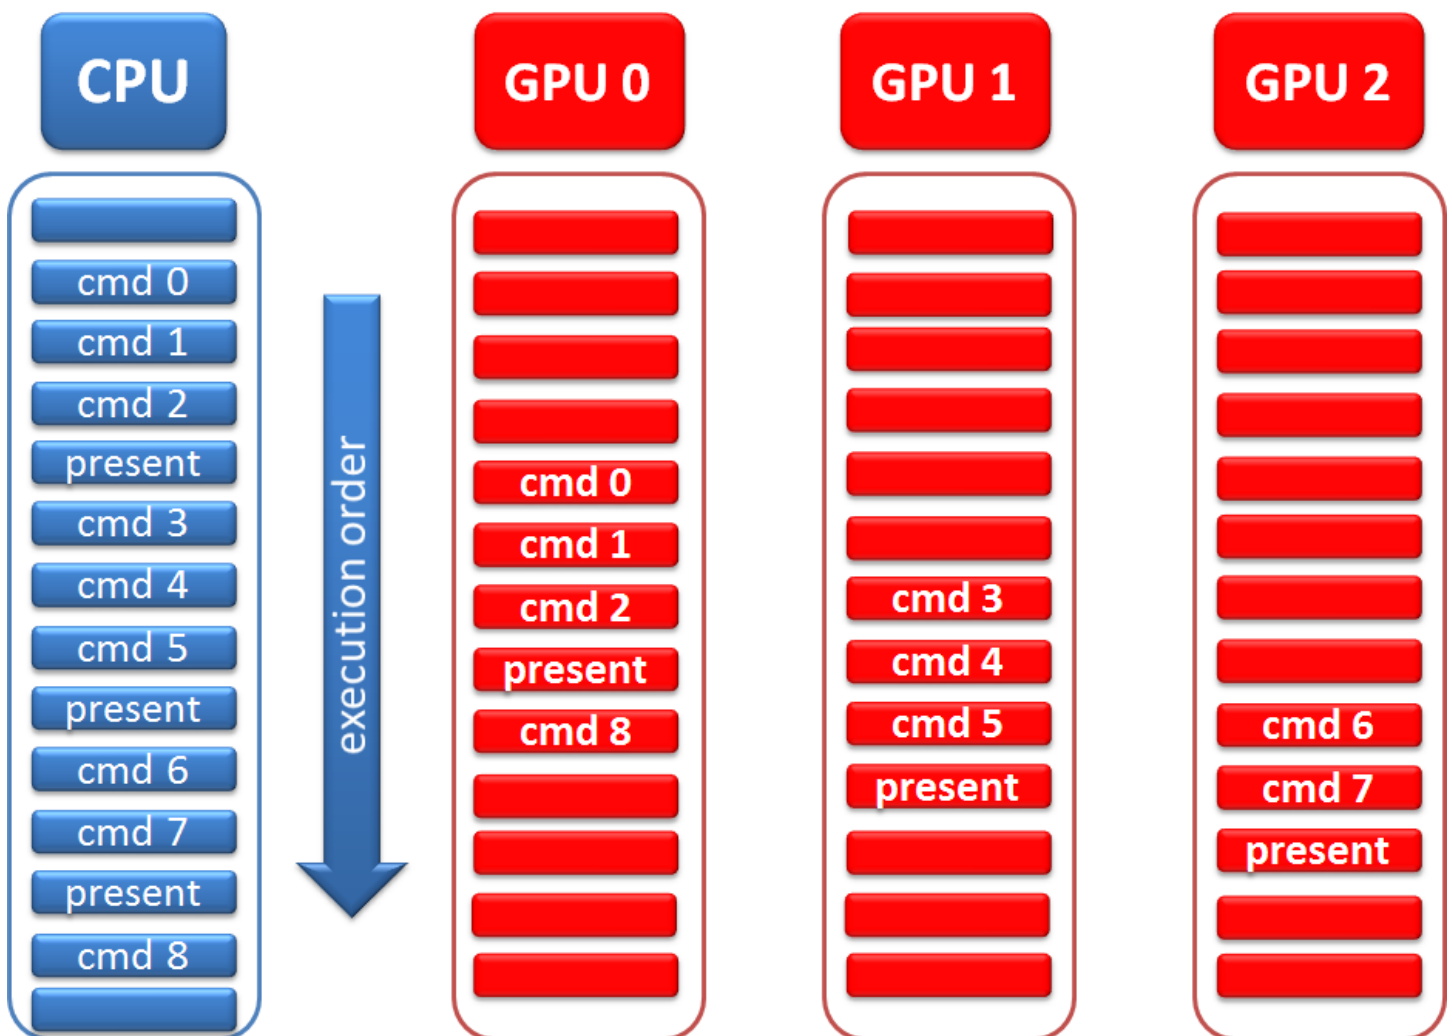 CPU
GPU 0
GPU 1
GPU 2
cmd 0
cmd 1
cmd 2
present
cmd 3
cmd 4
cmd 5
present
cmd 6
cmd 7
present
cmd 8
execution order
cmd 0
cmd 1
cmd 2
present
cmd 8
cmd 3
cmd 4
cmd 5
present
cmd 6
cmd 7
present